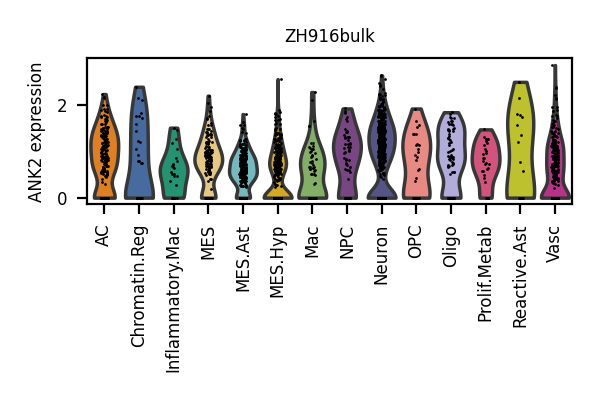 ZH916bulk
ANK2 expression
2
0
AC
Chromatin.Reg
Inflammatory.Mac
MES
MES.Ast
MES.Hyp
Mac
NPC
Neuron
OPC
Oligo
Prolif.Metab
Reactive.Ast
Vasc